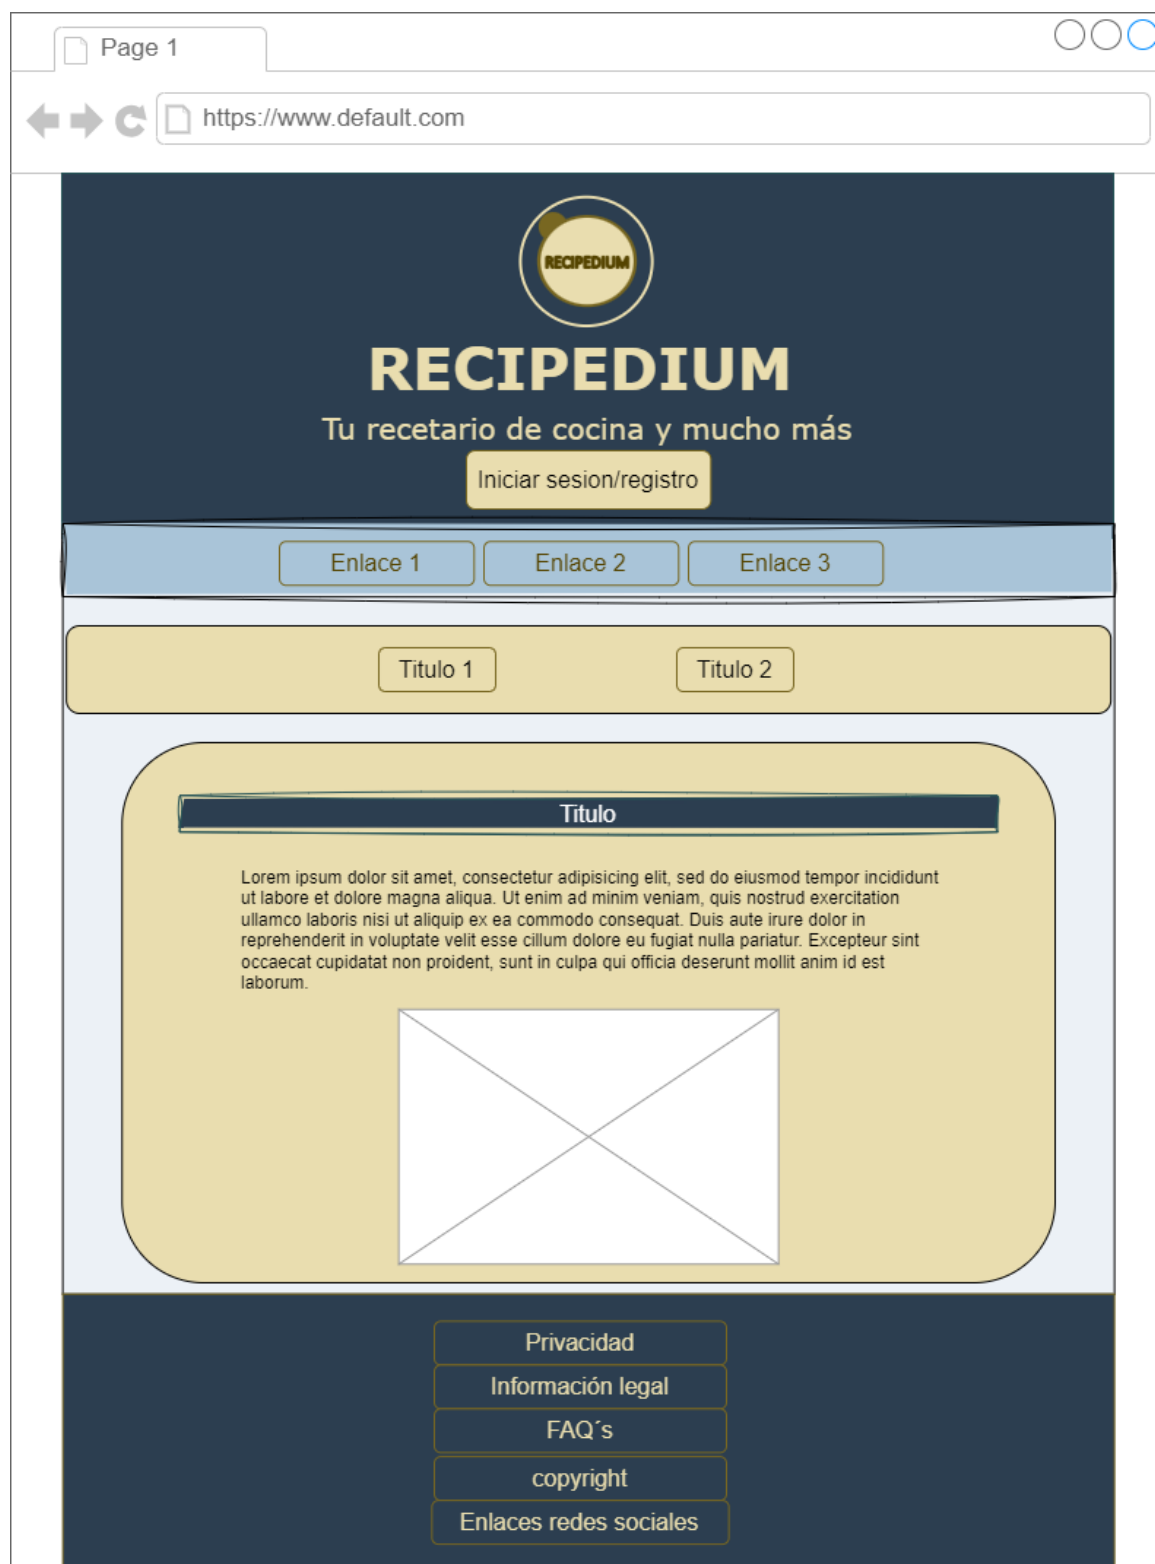 Page 1
https://www.default.com
RECIPEDIUM
RECIPEDIUM
Tu recetario de cocina y mucho más
Iniciar sesion/registro
Enlace 1 Enlace 2 Enlace 3
Titulo 1 Titulo 2
Titulo
Lorem ipsum dolor sit amet, consectetur adipisicing elit, sed do eiusmod tempor incididunt
ut labore et dolore magna aliqua. Ut enim ad minim veniam, quis nostrud exercitation
ullamco laboris nisi ut aliquip ex ea commodo consequat. Duis aute irure dolor in
reprehenderit in voluptate velit esse cillum dolore eu fugiat nulla pariatur. Excepteur sint
occaecat cupidatat non proident, sunt in culpa qui officia deserunt mollit anim id est
laborum.
Privacidad
Información legal
FAQ´s
copyright
Enlaces redes sociales